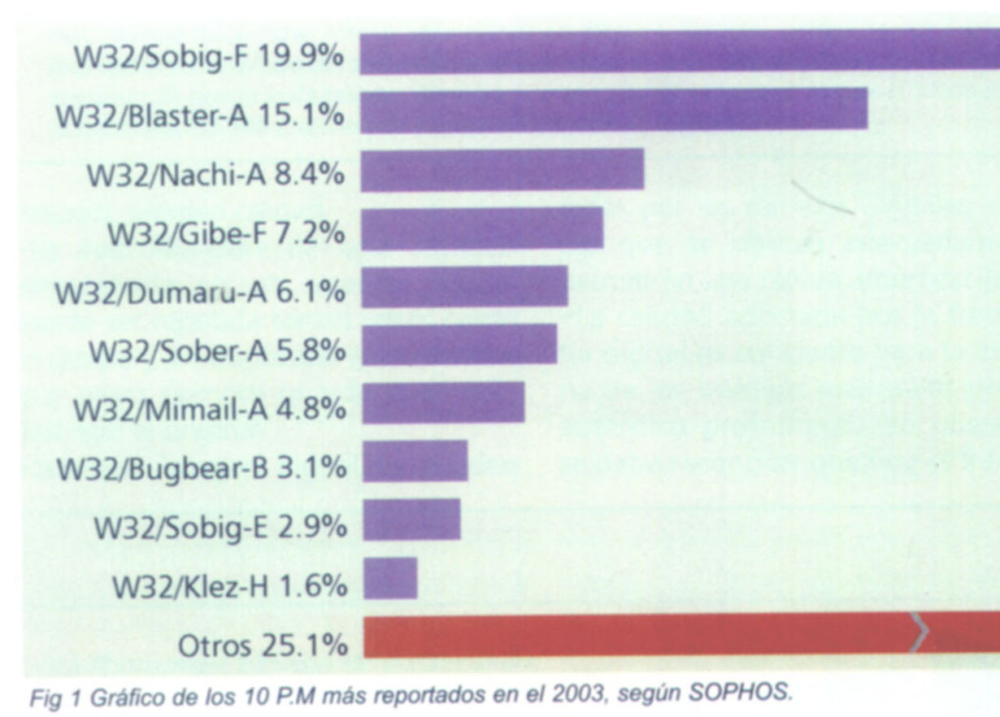 W32/Sobig-F 19.9%
W32/Blaster-A 15.1%
W32/Nachi-A 8.4%
W32/Gibe-F 7.2%
W32/Dumaru-A 6.1%
W32/Sober-A 5.8%
W32/Mimail-A 4.8%
W32/Bugbear-B 3.1%
W32/Sobig-E 2.9%
W32/Klez-H 1.6%
Otros 25.1%
Fig 1 Gráfico de los 10 P.M más reportados en el 2003, según SOPHOS.